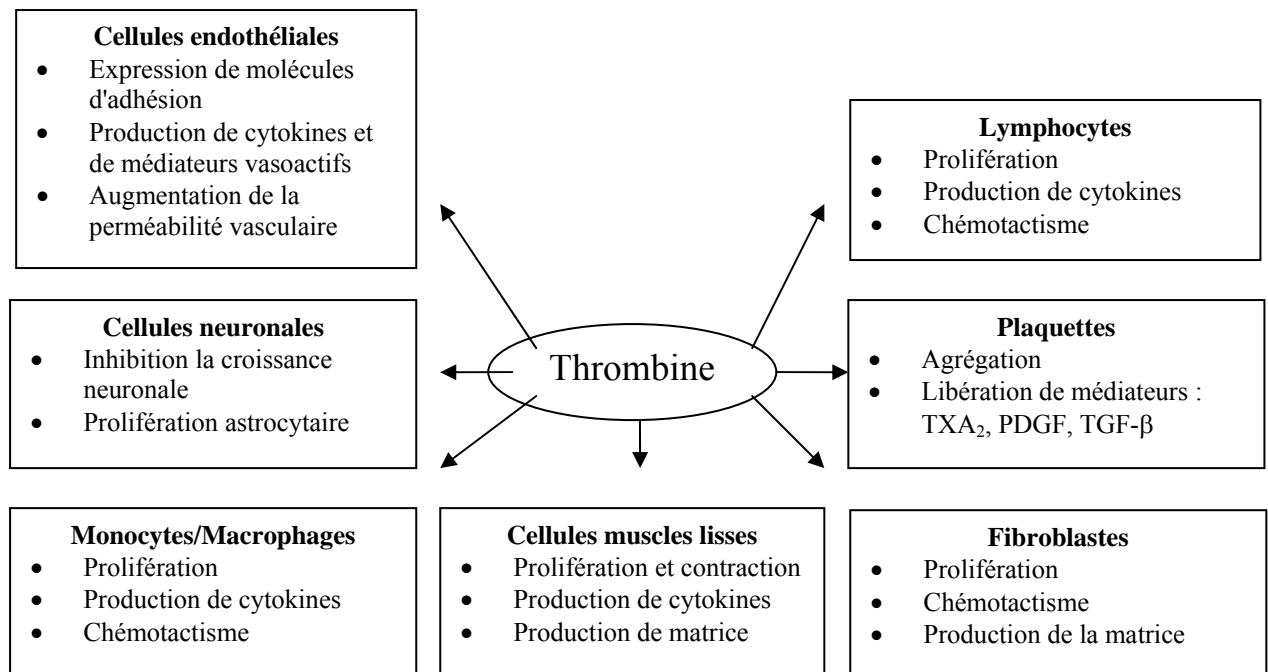 Cellules endothéliales
• Expression de molécules
d'adhésion
• Production de cytokines et
de médiateurs vasoactifs
• Augmentation de la
perméabilité vasculaire
Lymphocytes
• Prolifération
• Production de cytokines
• Chémotactisme
Cellules neuronales
• Inhibition la croissance
neuronale
• Prolifération astrocytaire
Thrombine
Plaquettes
• Agrégation
• Libération de médiateurs :
TXA₂, PDGF, TGF-β
Monocytes/Macrophages
• Prolifération
• Production de cytokines
• Chémotactisme
Cellules muscles lisses
• Prolifération et contraction
• Production de cytokines
• Production de matrice
Fibroblastes
• Prolifération
• Chémotactisme
• Production de la matrice